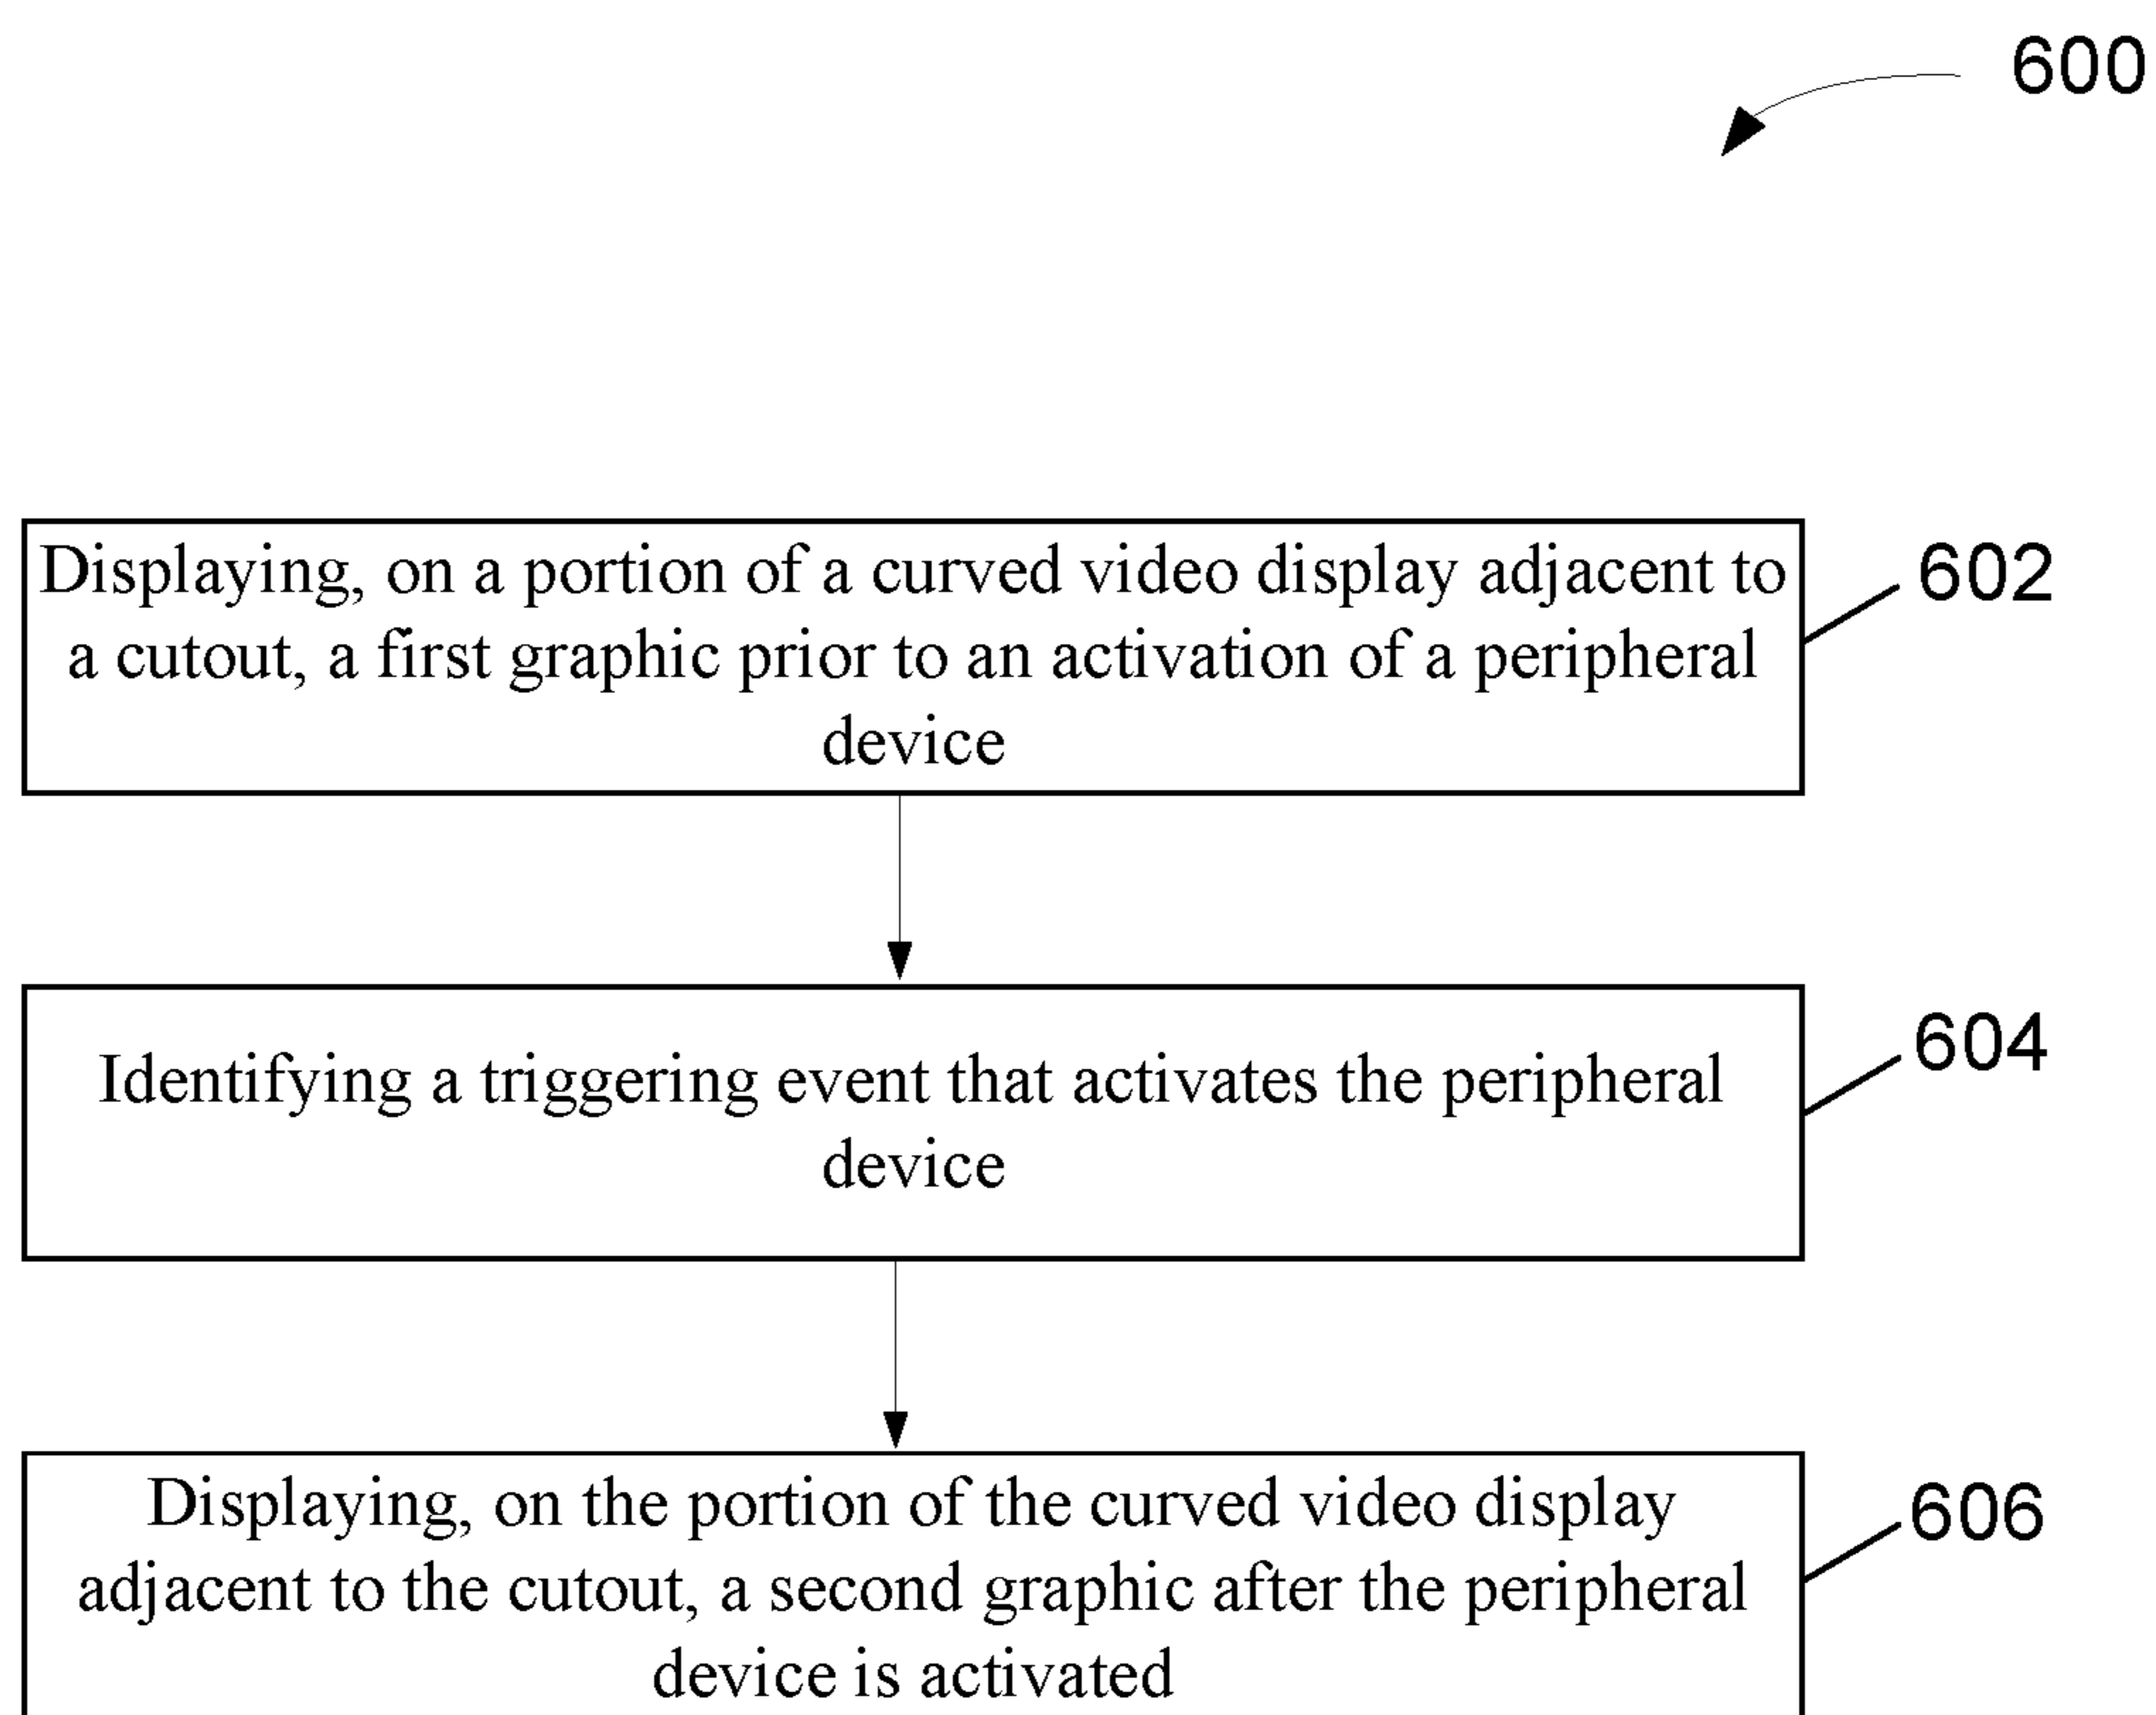 600
Displaying, on a portion of a curved video display adjacent to
a cutout, a first graphic prior to an activation of a peripheral
device
602
Identifying a triggering event that activates the peripheral
device
604
Displaying, on the portion of the curved video display
adjacent to the cutout, a second graphic after the peripheral
device is activated
606